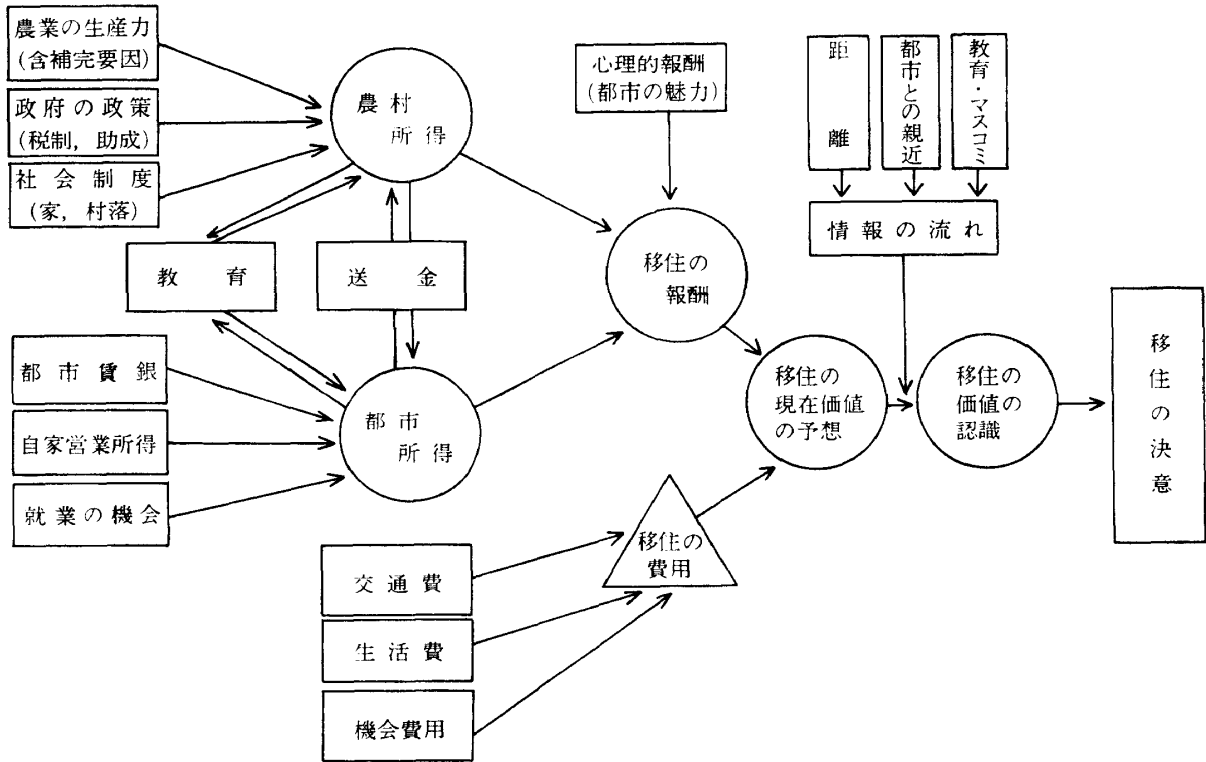 農業の生産力
(含補完要因)
政府の政策
(税制, 助成)
社会制度
(家, 村落)
農村
所得
教育
送金
都市賃銀
自家営業所得
就業の機会
都市
所得
心理的報酬
(都市の魅力)
移住の
報酬
距離
都市との親近
教育・マスコミ
情報の流れ
移住の
現在価値
の予想
移住の
価値の
認識
移住の決意
移住の
費用
交通費
生活費
機会費用